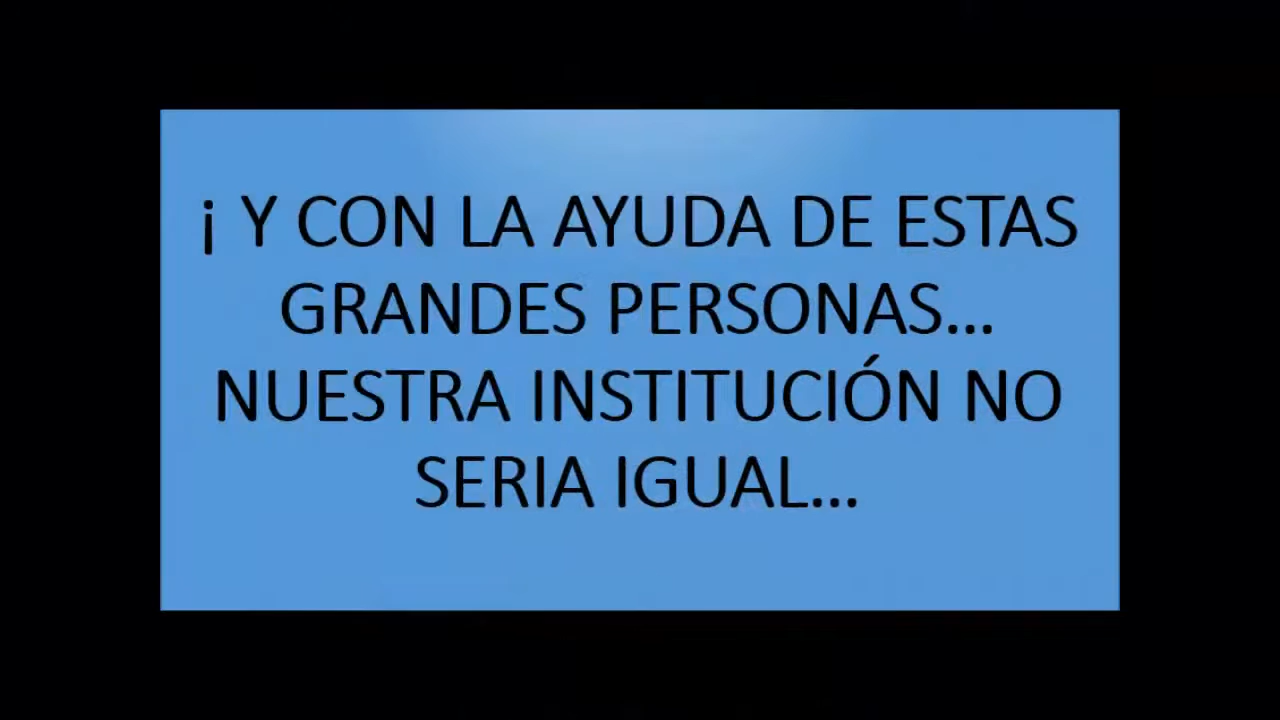 ¡ Y CON LA AYUDA DE ESTAS
GRANDES PERSONAS...
NUESTRA INSTITUCIÓN NO
SERIA IGUAL...